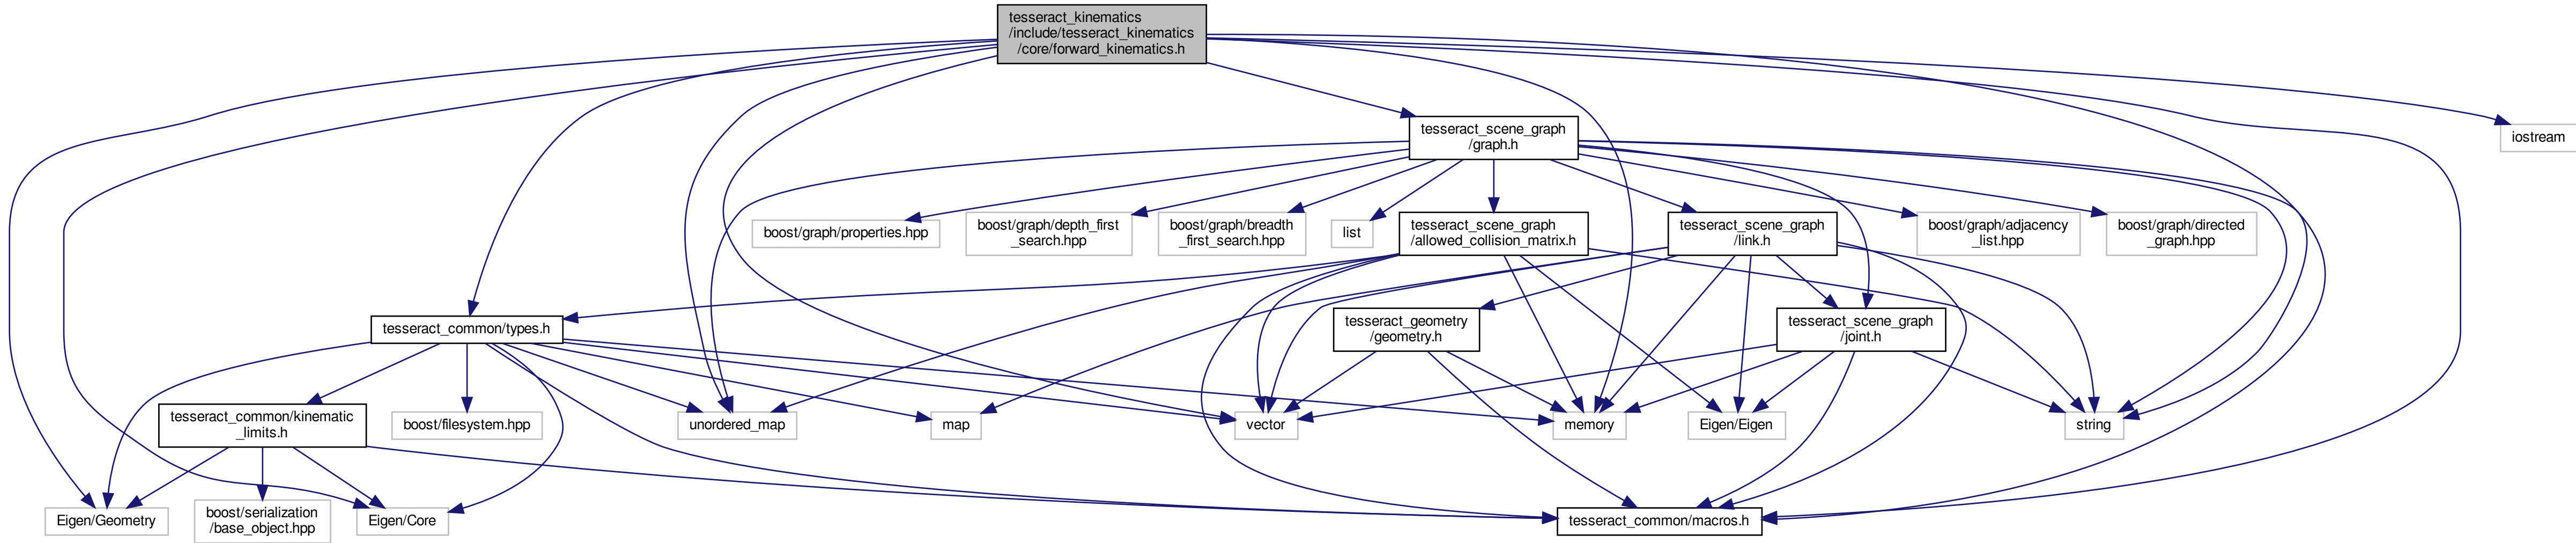 tesseract_kinematics
/include/tesseract_kinematics
/core/forward_kinematics.h
tesseract_scene_graph
/graph.h
iostream
boost/graph/properties.hpp
boost/graph/depth_first
_search.hpp
boost/graph/breadth
_first_search.hpp
list
tesseract_scene_graph
/allowed_collision_matrix.h
tesseract_scene_graph
/link.h
boost/graph/adjacency
_list.hpp
boost/graph/directed
_graph.hpp
tesseract_common/types.h
tesseract_geometry
/geometry.h
tesseract_scene_graph
/joint.h
tesseract_common/kinematic
_limits.h
boost/filesystem.hpp
unordered_map
map
vector
memory
Eigen/Eigen
string
Eigen/Geometry
boost/serialization
/base_object.hpp
Eigen/Core
tesseract_common/macros.h